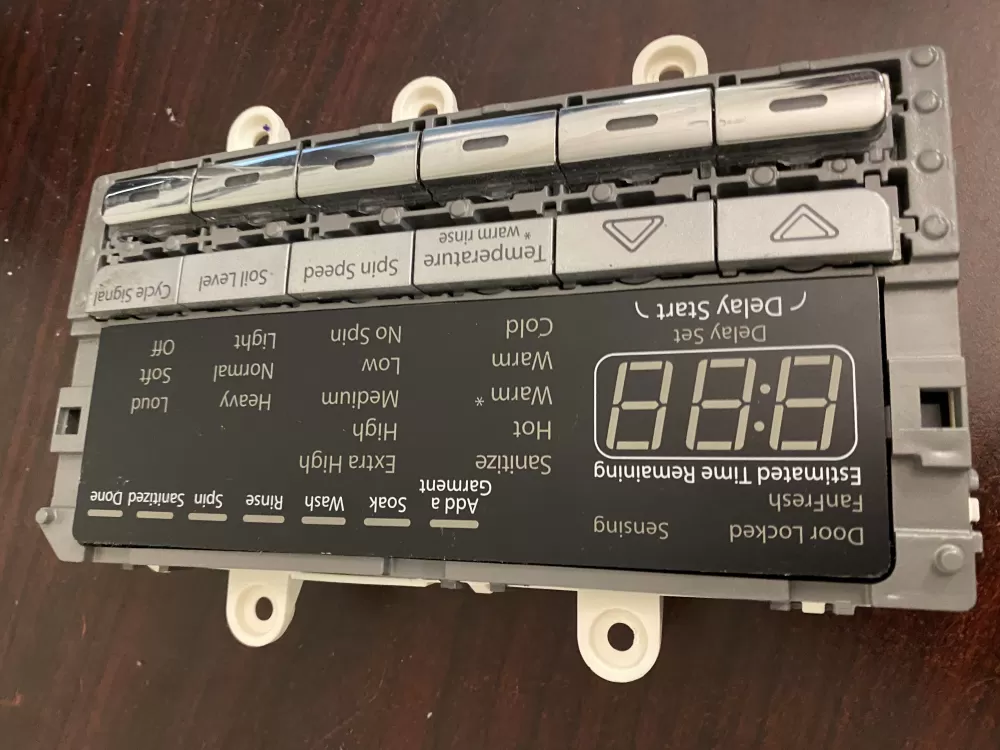 Door Locked
Sensing
FanFresh
Estimated Time Remaining
8:88
Delay Set
Delay Start
Add a
Garment
Soak
Wash
Rinse
Spin
Sanitized
Done
Sanitize
Hot
Warm *
Warm
Cold
Extra High
High
Medium
Low
No Spin
Heavy
Normal
Light
Loud
Soft
Off
Temperature
* warm rinse
Spin Speed
Soil Level
Cycle Signal